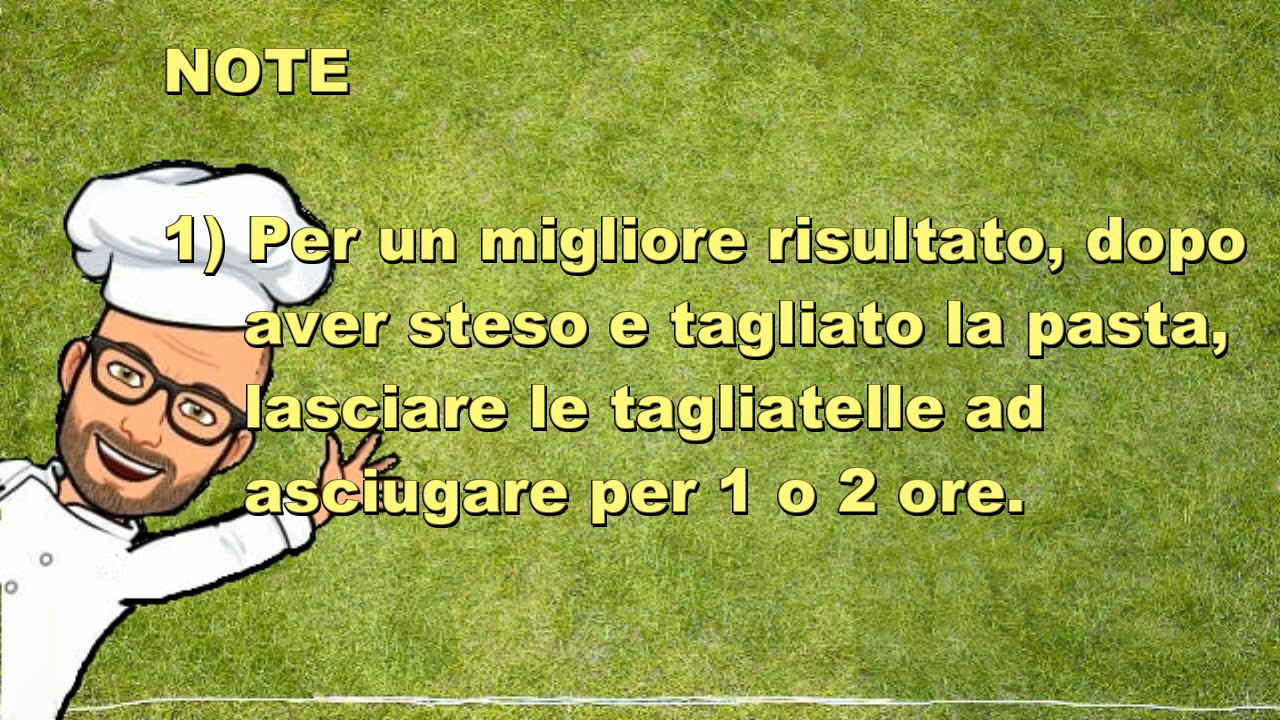 NOTE
1) Per un migliore risultato, dopo
aver steso e tagliato la pasta,
lasciare le tagliatelle ad
asciugare per 1 o 2 ore.